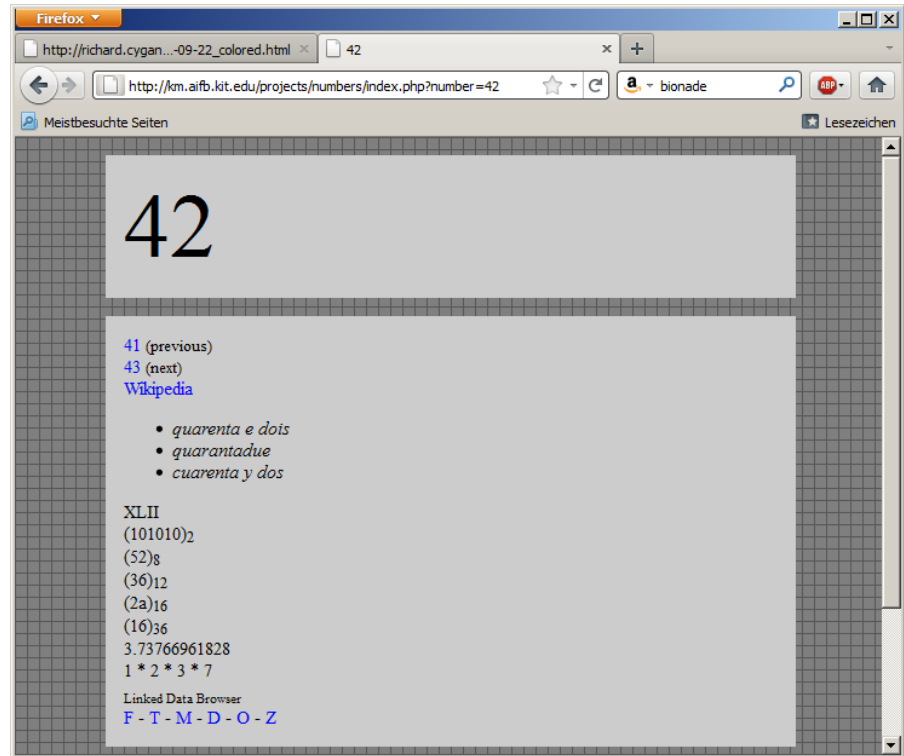 Firefox
http://richard.cygan...-09-22_colored.html
42
http://km.aifb.kit.edu/projects/numbers/index.php?number=42
bionade
ABP
Meistbesuchte Seiten
Lesezeichen
42
41 (previous)
43 (next)
Wikipedia
• quarenta e dois
• quarantadue
• cuarenta y dos
XLII
(101010)2
(52)8
(36)12
(2a)16
(16)36
3.73766961828
1 * 2 * 3 * 7
Linked Data Browser
F - T - M - D - O - Z